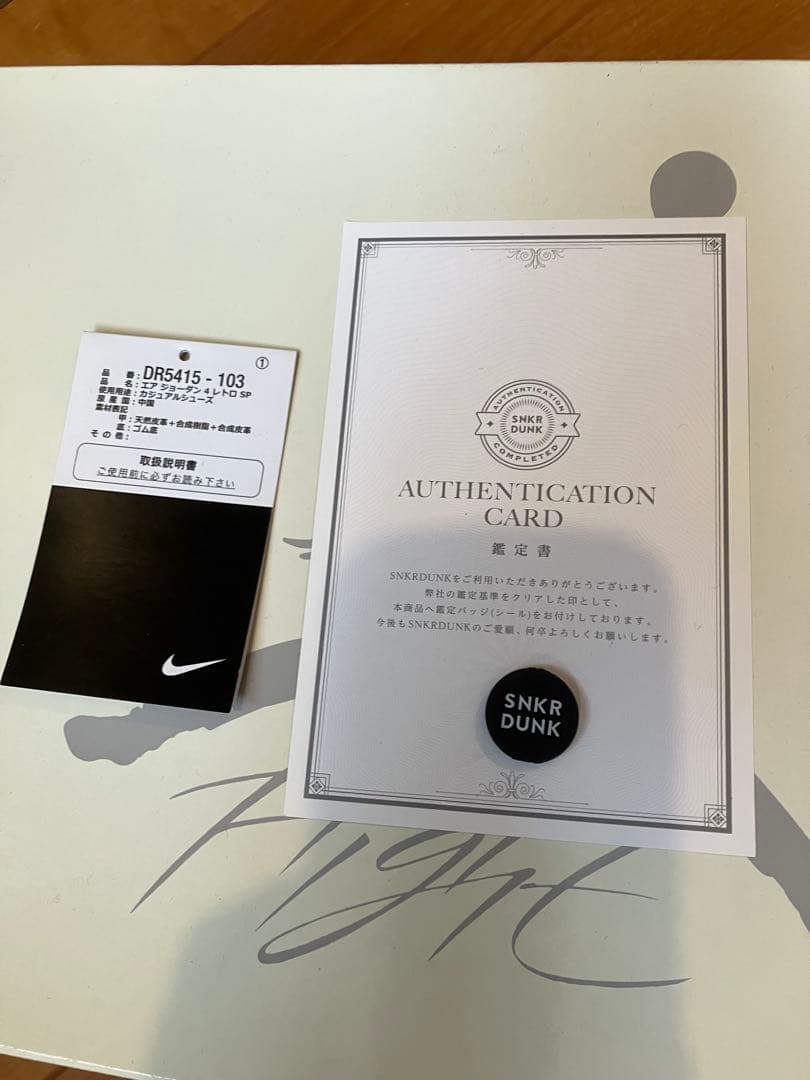 ①
品 番：DR5415 - 103
品 名：エア ジョーダン 4 レトロ SP
使用用途：カジュアルシューズ
原 産 国：中国
素材表記
甲：天然皮革＋合成樹脂＋合成皮革
底：ゴム底
そ の 他：
取扱説明書
ご使用前に必ずお読み下さい
AUTHENTICATION
SNKR
DUNK
COMPLETED
AUTHENTICATION
CARD
鑑定書
SNKRDUNKをご利用いただきありがとうございます。
弊社の鑑定基準をクリアした印として、
本商品へ鑑定バッジ(シール)をお付けしております。
今後もSNKRDUNKのご愛顧、何卒よろしくお願いします。
SNKR
DUNK
Flight